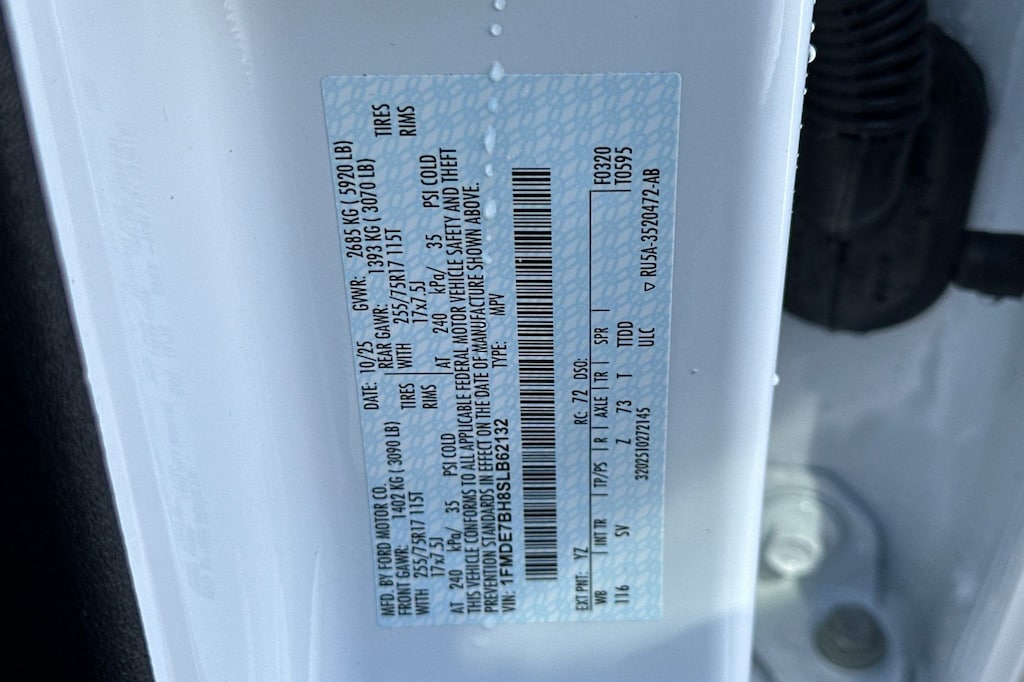 MFD. BY FORD MOTOR CO. DATE: 10/25 GVWR: 2685 KG ( 5920 LB)
FRONT GAWR: 1402 KG ( 3090 LB) REAR GAWR: 1393 KG ( 3070 LB)
WITH 255/75R17 115T TIRES WITH 255/75R17 115T TIRES
17x7.5J RIMS 17x7.5J RIMS
AT 240 kPa/ 35 PSI COLD AT 240 kPa/ 35 PSI COLD
THIS VEHICLE CONFORMS TO ALL APPLICABLE FEDERAL MOTOR VEHICLE SAFETY AND THEFT
PREVENTION STANDARDS IN EFFECT ON THE DATE OF MANUFACTURE SHOWN ABOVE.
VIN: 1FMDE7BH8SLB62132 TYPE: MPV
EXT PNT: YZ RC: 72 DSO: F0320
WB INT TR TP/PS R AXLE TR SPR T0595
116 SV Z 73 T TTDD
3202510272145 ULC ▽ RU5A-3520472-AB